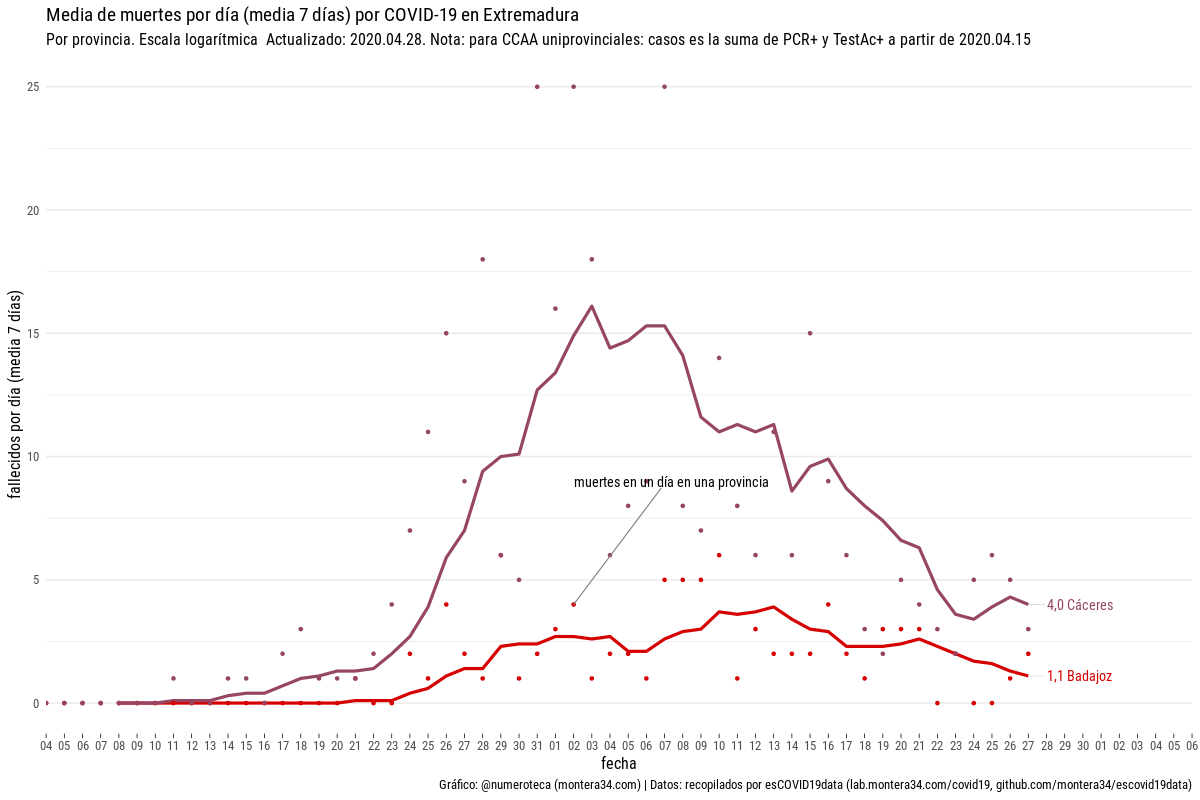 Media de muertes por día (media 7 días) por COVID-19 en Extremadura
Por provincia. Escala logarítmica  Actualizado: 2020.04.28. Nota: para CCAA uniprovinciales: casos es la suma de PCR+ y TestAc+ a partir de 2020.04.15
fallecidos por día (media 7 días)
25
20
15
10
5
0
muertes en un día en una provincia
4,0 Cáceres
1,1 Badajoz
04 05 06 07 08 09 10 11 12 13 14 15 16 17 18 19 20 21 22 23 24 25 26 27 28 29 30 31 01 02 03 04 05 06 07 08 09 10 11 12 13 14 15 16 17 18 19 20 21 22 23 24 25 26 27 28 29 30 01 02 03 04 05 06
fecha
Gráfico: @numeroteca (montera34.com) | Datos: recopilados por esCOVID19data (lab.montera34.com/covid19, github.com/montera34/escovid19data)